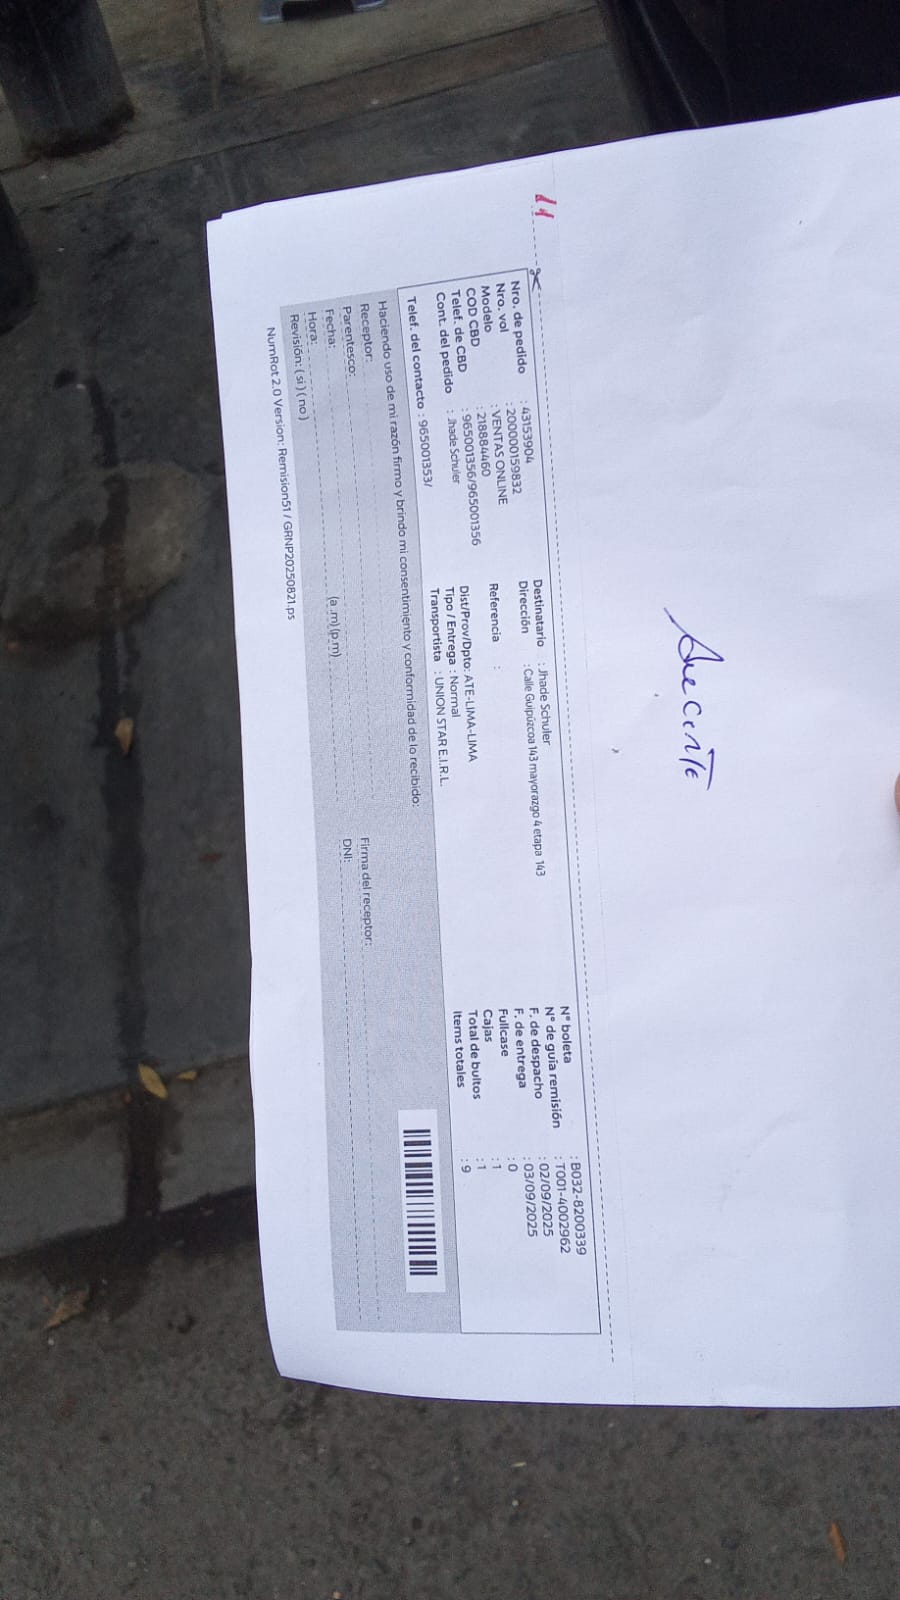 Ausente
11
Nro. de pedido : 43153904
Nro. vol : 200000159832
Modelo : VENTAS ONLINE
COD CBD : 218884460
Telef. de CBD : 965001356/965001356
Cont. del pedido : Jhade Schuler
Telef. del contacto : 965001353/
Destinatario : Jhade Schuler
Dirección : Calle Guipúzcoa 143 mayorazgo 4 etapa 143
Referencia :
Dist/Prov/Dpto: ATE-LIMA-LIMA
Tipo / Entrega : Normal
Transportista : UNION STAR E.I.R.L.
N° boleta : B032-8200339
N° de guía remisión : T001-4002962
F. de despacho : 02/09/2025
F. de entrega : 03/09/2025
Fullcase : 0
Cajas : 1
Total de bultos : 1
Items totales : 9
Haciendo uso de mi razón firmo y brindo mi consentimiento y conformidad de lo recibido:
Receptor:
Firma del receptor:
Parentesco:
DNI:
Fecha:
Hora: (a .m) (p.m)
Revisión: ( si ) ( no )
NumRot 2.0 Version: Remision51 / GRNP20250821.ps